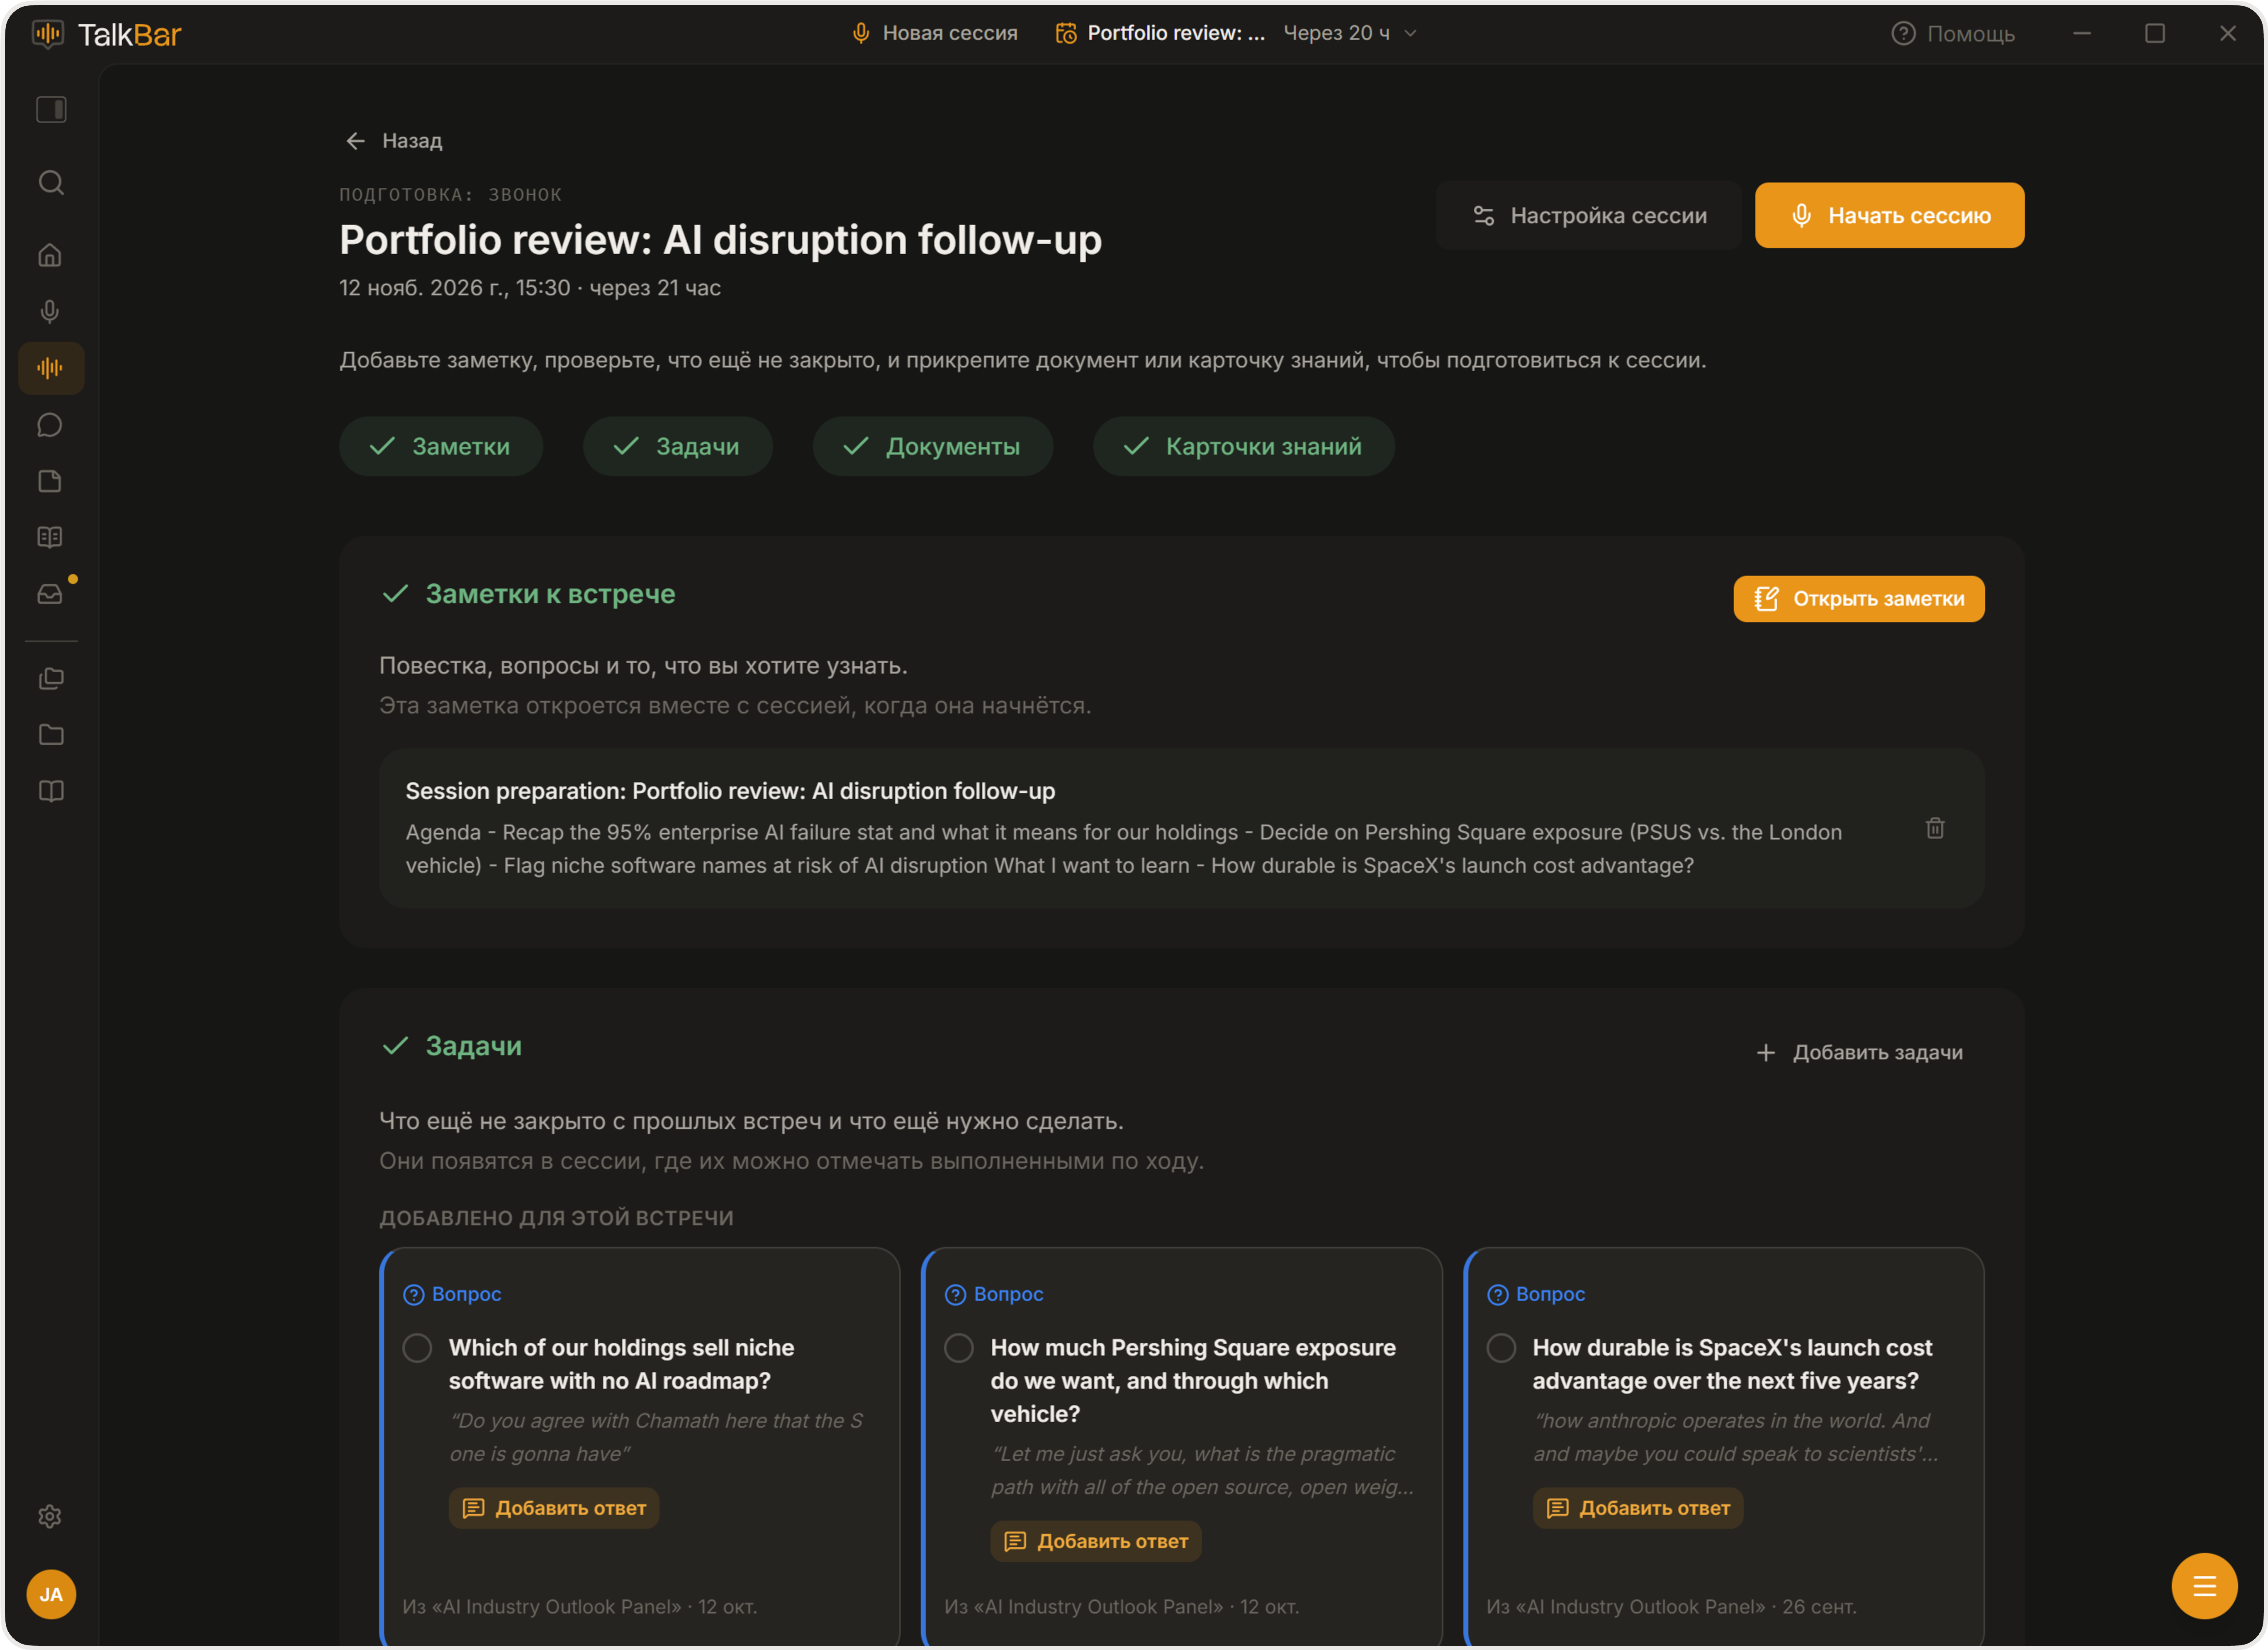 TalkBar
Новая сессия
Portfolio review: ... Через 20 ч
Помощь
Назад
ПОДГОТОВКА: ЗВОНОК
Portfolio review: AI disruption follow-up
12 нояб. 2026 г., 15:30 · через 21 час
Настройка сессии
Начать сессию
Добавьте заметку, проверьте, что ещё не закрыто, и прикрепите документ или карточку знаний, чтобы подготовиться к сессии.
Заметки
Задачи
Документы
Карточки знаний
Заметки к встрече
Открыть заметки
Повестка, вопросы и то, что вы хотите узнать.
Эта заметка откроется вместе с сессией, когда она начнётся.
Session preparation: Portfolio review: AI disruption follow-up
Agenda - Recap the 95% enterprise AI failure stat and what it means for our holdings - Decide on Pershing Square exposure (PSUS vs. the London
vehicle) - Flag niche software names at risk of AI disruption What I want to learn - How durable is SpaceX's launch cost advantage?
Задачи
Добавить задачи
Что ещё не закрыто с прошлых встреч и что ещё нужно сделать.
Они появятся в сессии, где их можно отмечать выполненными по ходу.
ДОБАВЛЕНО ДЛЯ ЭТОЙ ВСТРЕЧИ
Вопрос
Which of our holdings sell niche
software with no AI roadmap?
“Do you agree with Chamath here that the S
one is gonna have”
Добавить ответ
Из «AI Industry Outlook Panel» · 12 окт.
Вопрос
How much Pershing Square exposure
do we want, and through which
vehicle?
“Let me just ask you, what is the pragmatic
path with all of the open source, open weig...
Добавить ответ
Из «AI Industry Outlook Panel» · 12 окт.
Вопрос
How durable is SpaceX's launch cost
advantage over the next five years?
“how anthropic operates in the world. And
and maybe you could speak to scientists'...
Добавить ответ
Из «AI Industry Outlook Panel» · 26 сент.
JA